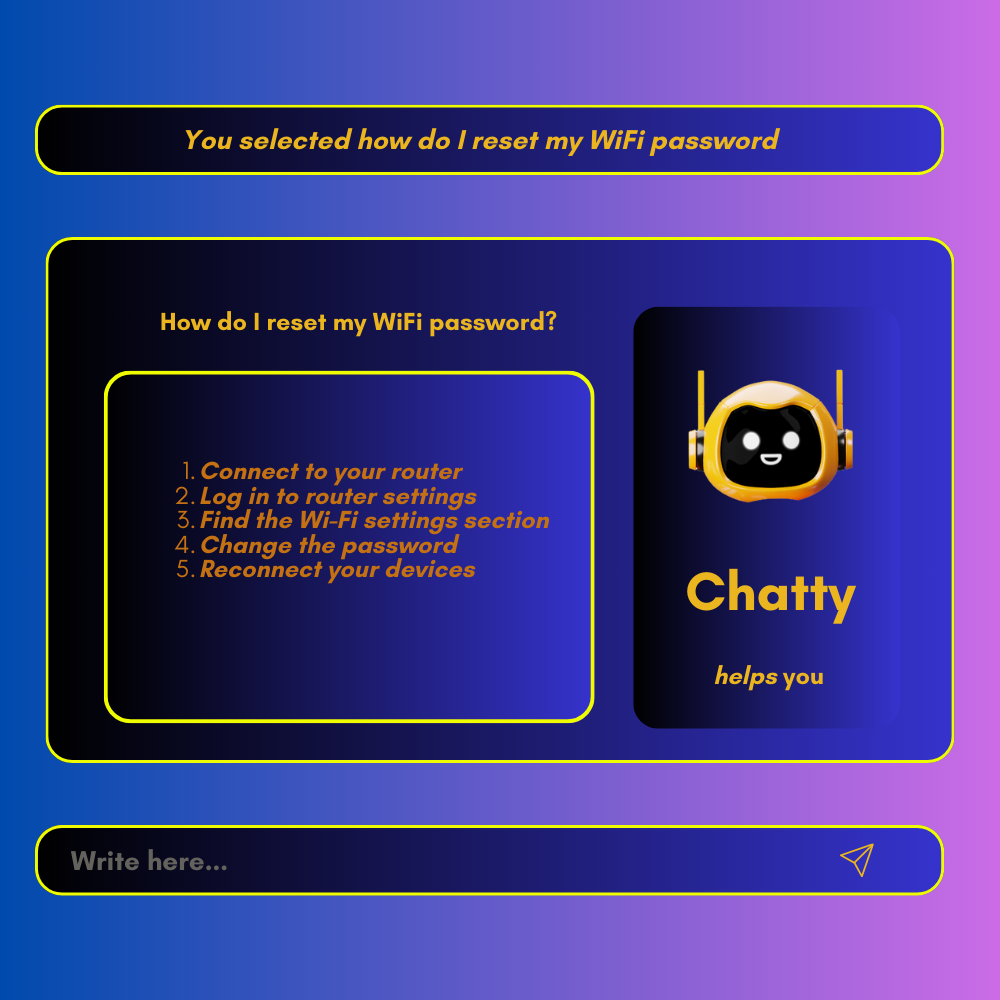 You selected how do I reset my WiFi password
How do I reset my WiFi password?
1. Connect to your router
2. Log in to router settings
3. Find the Wi-Fi settings section
4. Change the password
5. Reconnect your devices
Chatty
helps you
Write here...